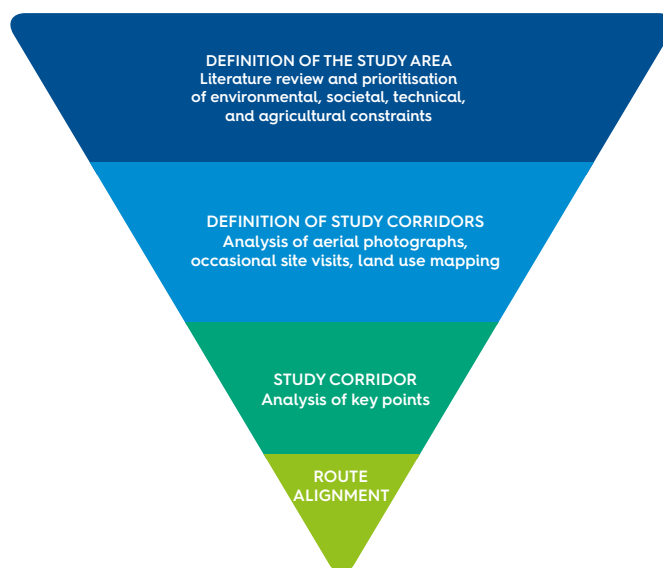 DEFINITION OF THE STUDY AREA
Literature review and prioritisation
of environmental, societal, technical,
and agricultural constraints
DEFINITION OF STUDY CORRIDORS
Analysis of aerial photographs,
occasional site visits, land use mapping
STUDY CORRIDOR
Analysis of key points
ROUTE
ALIGNMENT